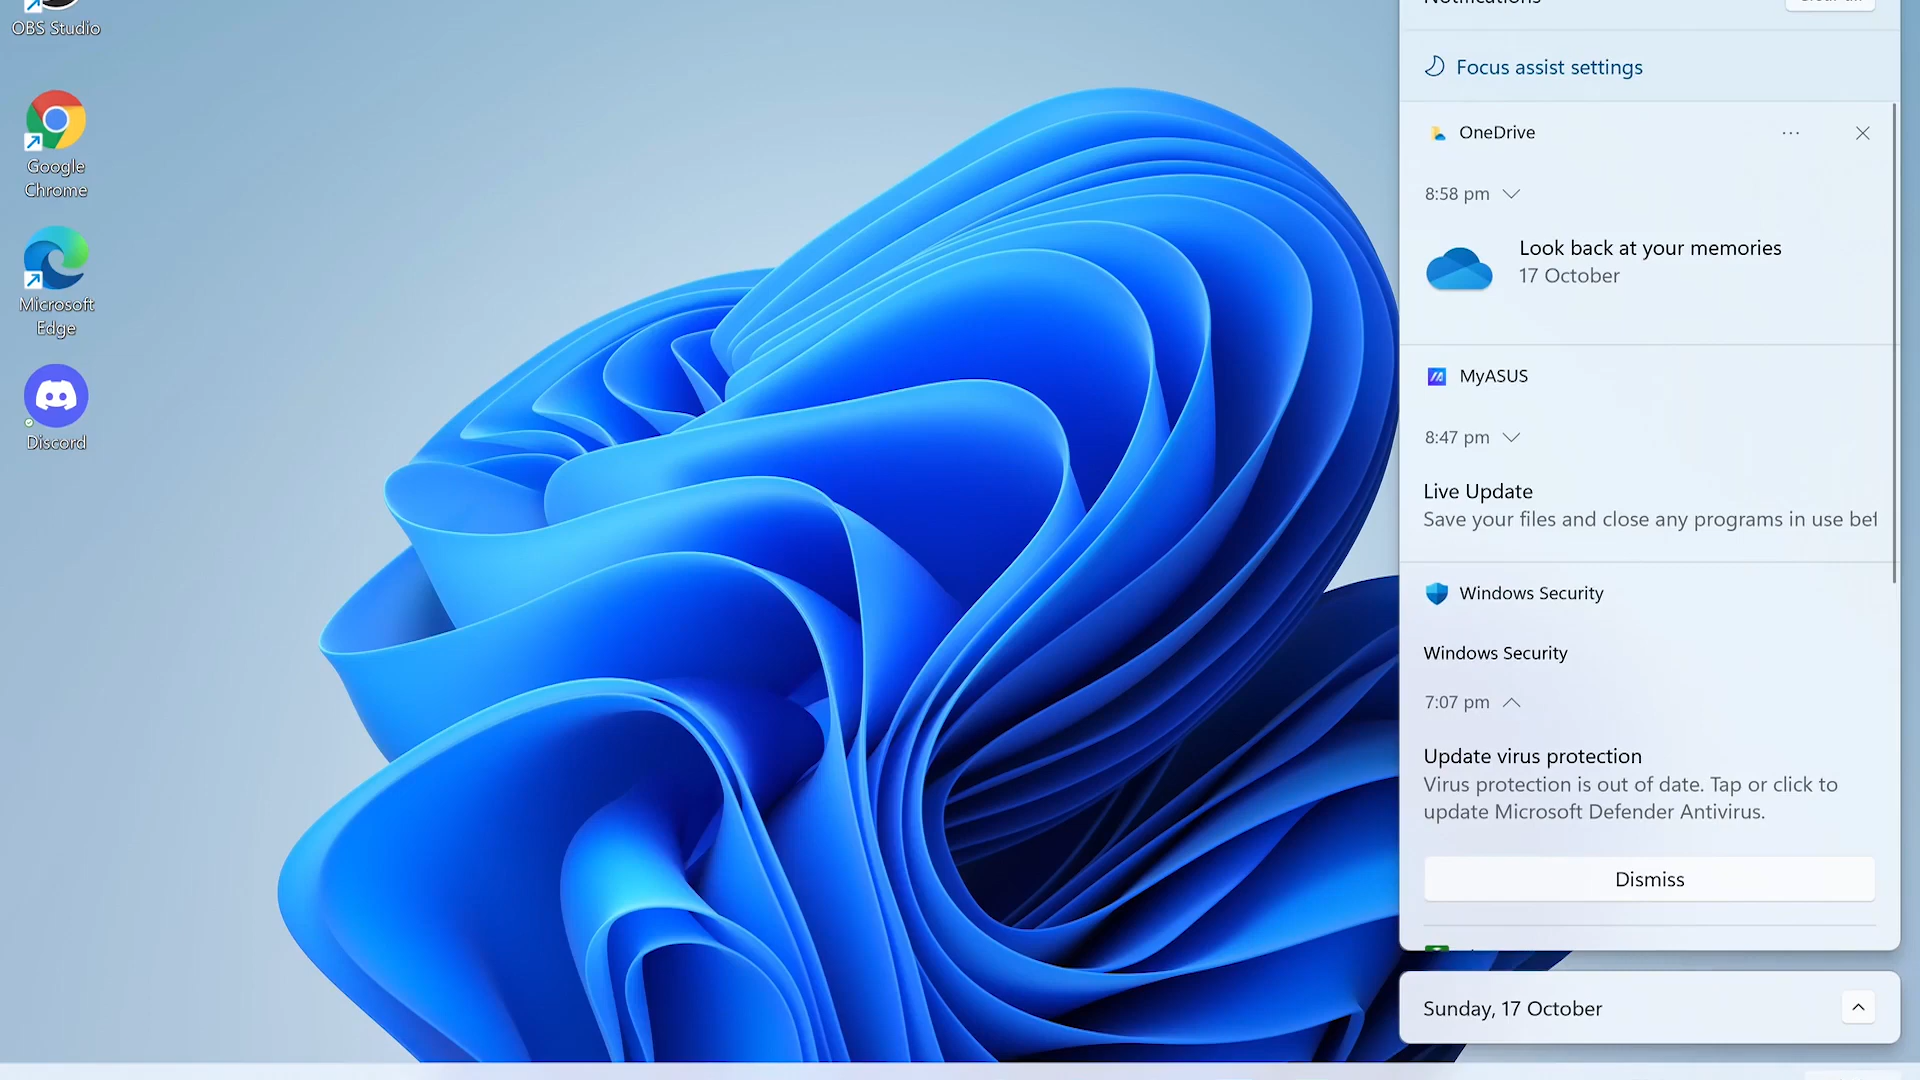 OBS Studio
Google
Chrome
Microsoft
Edge
Discord
Notifications
Clear all
Focus assist settings
OneDrive
8:58 pm
Look back at your memories
17 October
MyASUS
8:47 pm
Live Update
Save your files and close any programs in use bef
Windows Security
Windows Security
7:07 pm
Update virus protection
Virus protection is out of date. Tap or click to
update Microsoft Defender Antivirus.
Dismiss
Sunday, 17 October